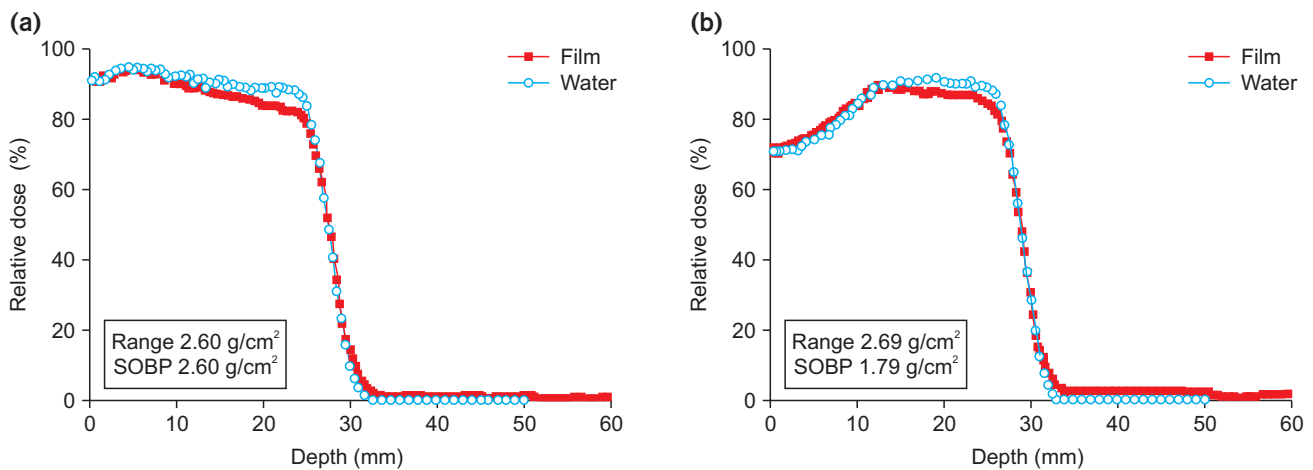 (a)
100
80
60
40
20
0
Relative dose (%)
Film
Water
Range 2.60 g/cm²
SOBP 2.60 g/cm²
0 10 20 30 40 50 60
Depth (mm)
(b)
100
80
60
40
20
0
Relative dose (%)
Film
Water
Range 2.69 g/cm²
SOBP 1.79 g/cm²
0 10 20 30 40 50 60
Depth (mm)